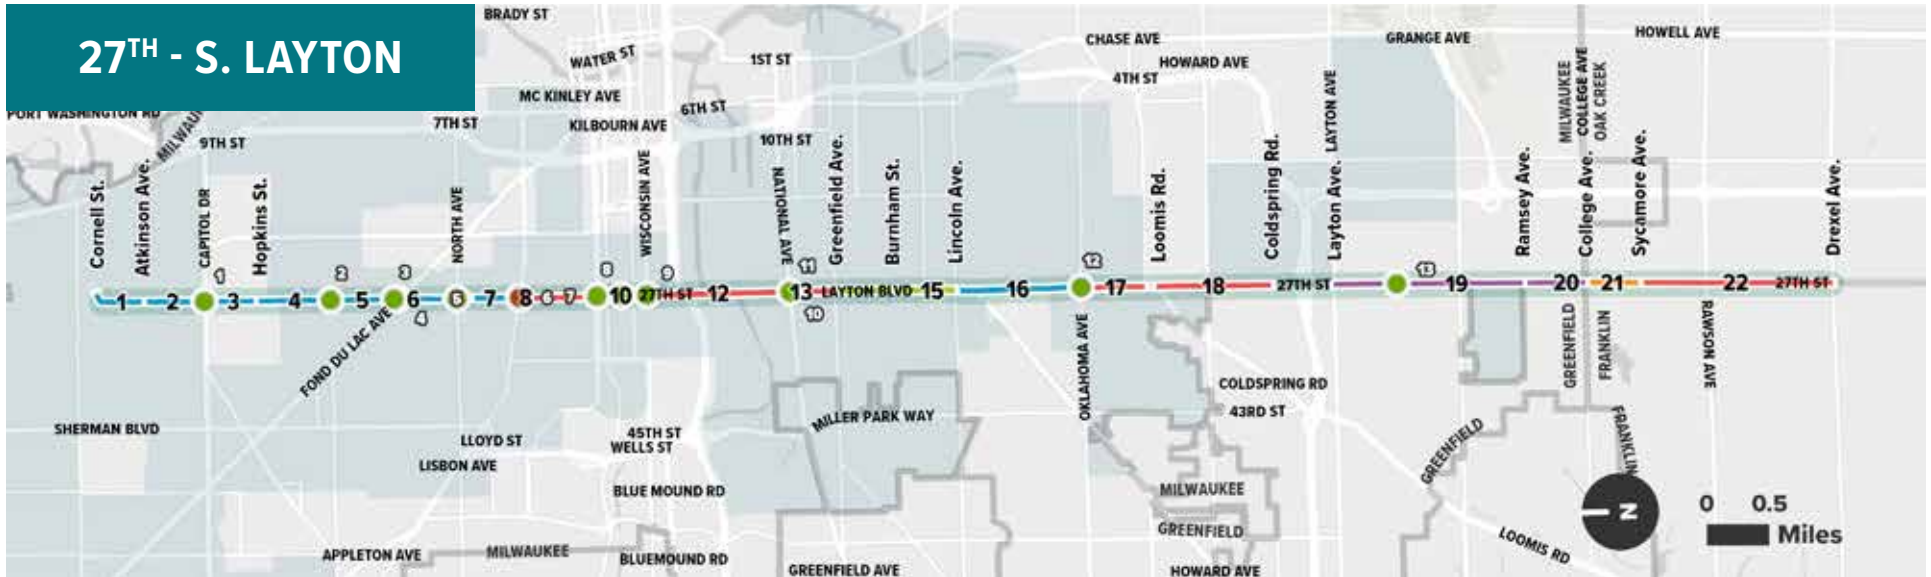 27TH - S. LAYTON
BRADY ST
WATER ST
1ST ST
CHASE AVE
HOWARD AVE
4TH ST
GRANGE AVE
HOWELL AVE
MC KINLEY AVE
6TH ST
PORT WASHINGTON RD
7TH ST
KILBOURN AVE
9TH ST
10TH ST
MILWAU
LAYTON AVE
MILWAUKEE
COLLEGE AVE
OAK CREEK
Cornell St.
Atkinson Ave.
CAPITOL DR
Hopkins St.
NORTH AVE
WISCONSIN AVE
NATIONAL AVE
Greenfield Ave.
Burnham St.
Lincoln Ave.
Loomis Rd.
Coldspring Rd.
Layton Ave.
Ramsey Ave.
College Ave.
Sycamore Ave.
Drexel Ave.
1 2 3 4 5 6 7 8 10 27TH ST 12 13 LAYTON BLVD 15 16 17 18 27TH ST 19 20 21 22 27TH ST
FOND DU LAC AVE
OKLAHOMA AVE
GREENFIELD
FRANKLIN
RAWSON AVE
COLDSPRING RD
43RD ST
SHERMAN BLVD
LLOYD ST
LISBON AVE
45TH ST
WELLS ST
MILLER PARK WAY
BLUE MOUND RD
MILWAUKEE
GREENFIELD
GREENFIELD
FRANKLIN
N
0 0.5
Miles
LOOMIS RD
APPLETON AVE
MILWAUKEE
BLUEMOUND RD
GREENFIELD AVE
HOWARD AVE